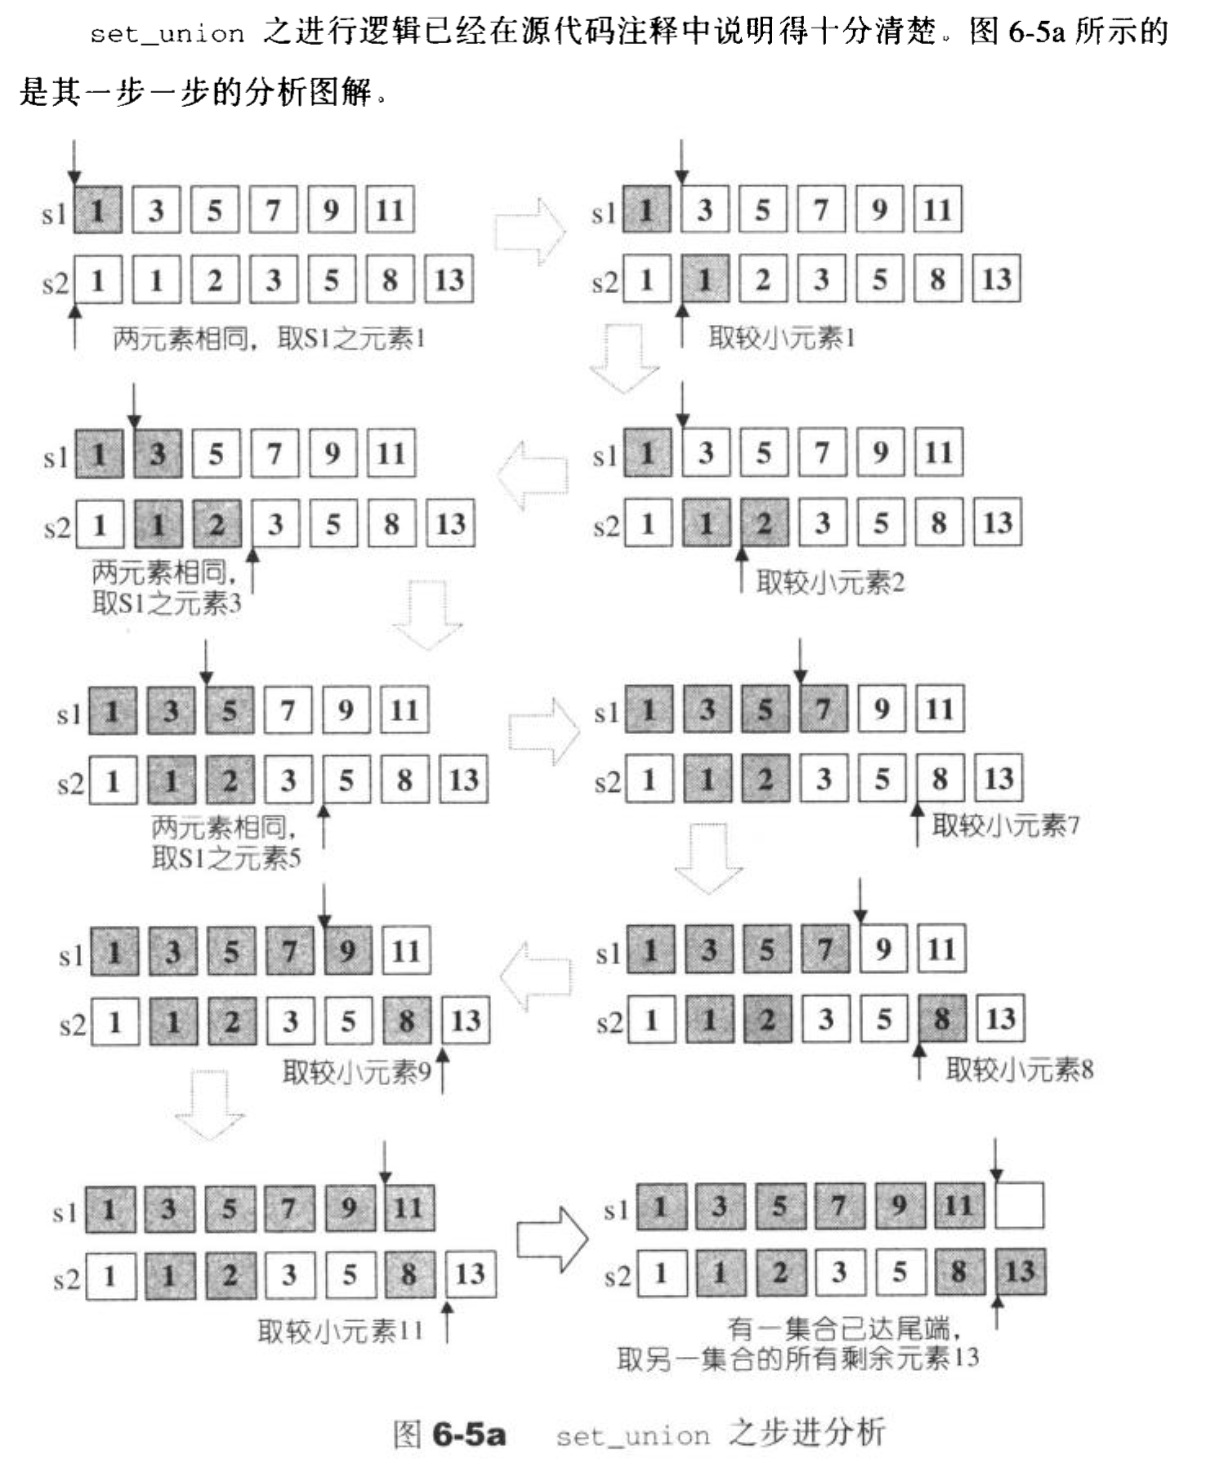 set_union 之进行逻辑已经在源代码注释中说明得十分清楚。图 6-5a 所示的
是其一步一步的分析图解。
s1 1 3 5 7 9 11
s2 1 1 2 3 5 8 13
两元素相同，取S1之元素1
s1 1 3 5 7 9 11
s2 1 1 2 3 5 8 13
取较小元素1
s1 1 3 5 7 9 11
s2 1 1 2 3 5 8 13
取较小元素2
s1 1 3 5 7 9 11
s2 1 1 2 3 5 8 13
两元素相同，
取S1之元素3
s1 1 3 5 7 9 11
s2 1 1 2 3 5 8 13
两元素相同，
取S1之元素5
s1 1 3 5 7 9 11
s2 1 1 2 3 5 8 13
取较小元素7
s1 1 3 5 7 9 11
s2 1 1 2 3 5 8 13
取较小元素8
s1 1 3 5 7 9 11
s2 1 1 2 3 5 8 13
取较小元素9
s1 1 3 5 7 9 11
s2 1 1 2 3 5 8 13
取较小元素11
s1 1 3 5 7 9 11
s2 1 1 2 3 5 8 13
有一集合已达尾端，
取另一集合的所有剩余元素13
图 6-5a set_union 之步进分析